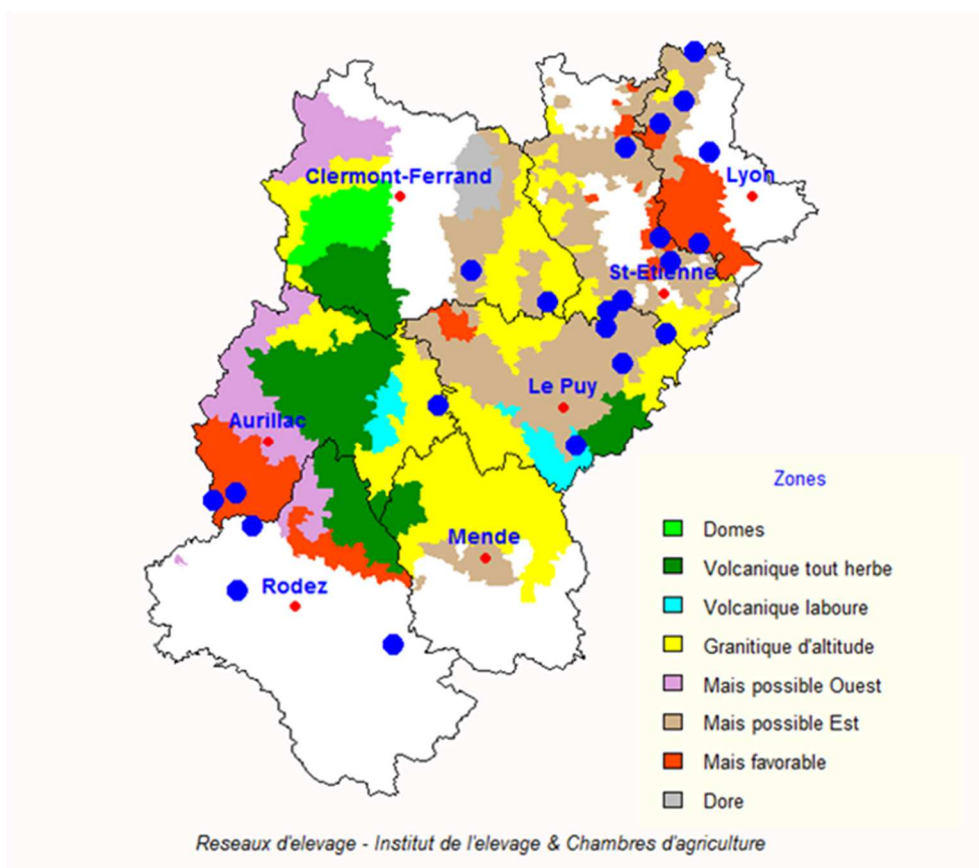 Clermont-Ferrand
Lyon
St-Etienne
Le Puy
Aurillac
Mende
Rodez
Zones
Domes
Volcanique tout herbe
Volcanique laboure
Granitique d'altitude
Mais possible Ouest
Mais possible Est
Mais favorable
Dore
Reseaux d'elevage - Institut de l'elevage & Chambres d'agriculture